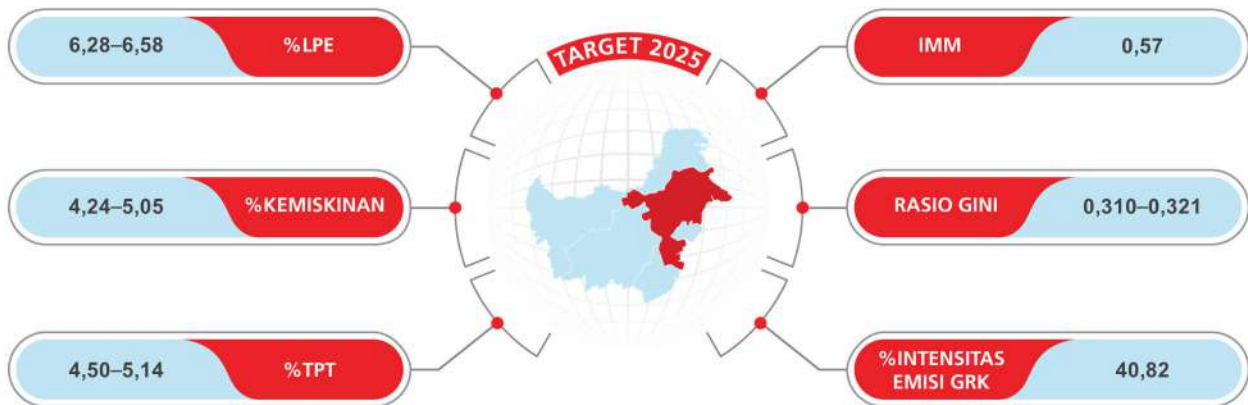 TARGET 2025
6,28–6,58 %LPE
4,24–5,05 %KEMISKINAN
4,50–5,14 %TPT
IMM 0,57
RASIO GINI 0,310–0,321
%INTENSITAS
EMISI GRK 40,82